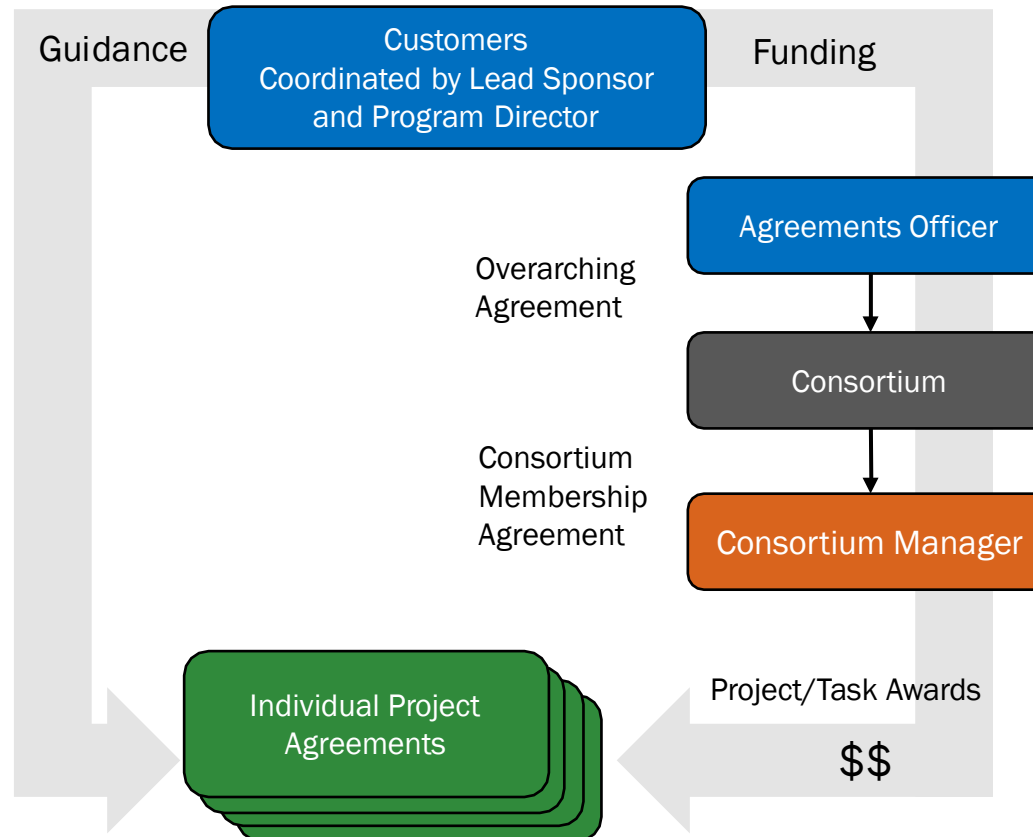 Guidance
Customers
Coordinated by Lead Sponsor
and Program Director
Funding
Agreements Officer
Overarching
Agreement
Consortium
Consortium
Membership
Agreement
Consortium Manager
Individual Project
Agreements
Project/Task Awards
$$